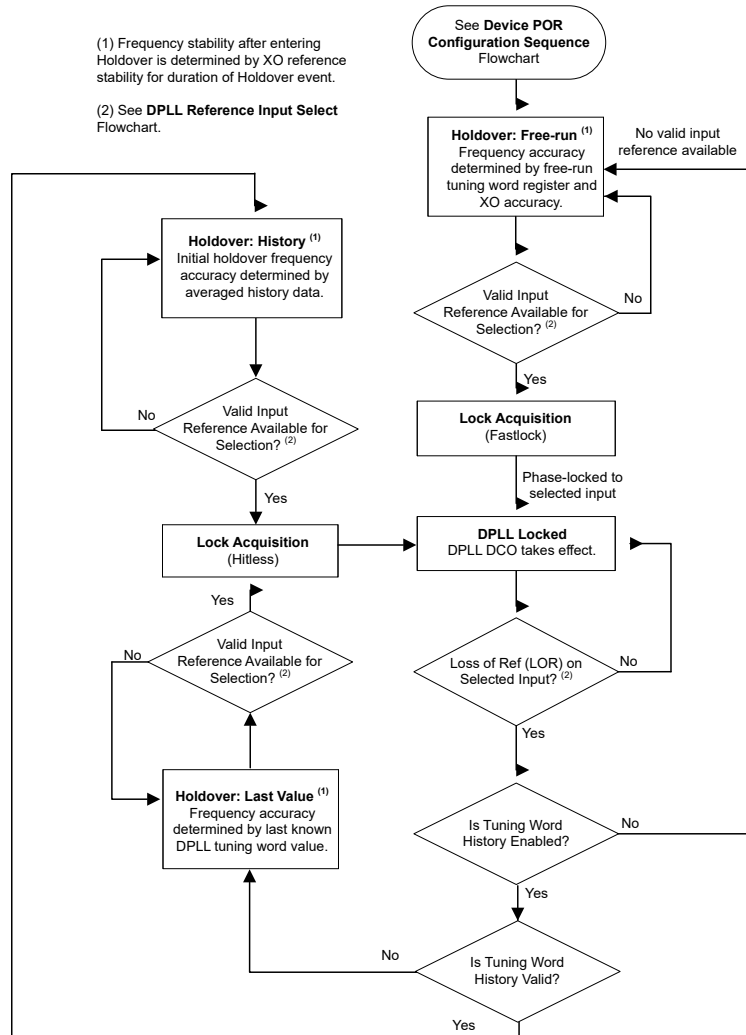 (1) Frequency stability after entering
Holdover is determined by XO reference
stability for duration of Holdover event.
(2) See DPLL Reference Input Select
Flowchart.
See Device POR
Configuration Sequence
Flowchart
Holdover: Free-run (1)
Frequency accuracy
determined by free-run
tuning word register and
XO accuracy.
No valid input
reference available
Holdover: History (1)
Initial holdover frequency
accuracy determined by
averaged history data.
Valid Input
Reference Available for
Selection? (2)
No
Yes
Lock Acquisition
(Fastlock)
No
Valid Input
Reference Available for
Selection? (2)
Yes
Phase-locked to
selected input
Lock Acquisition
(Hitless)
DPLL Locked
DPLL DCO takes effect.
Yes
No
Valid Input
Reference Available for
Selection? (2)
Loss of Ref (LOR) on
Selected Input? (2)
No
Yes
Holdover: Last Value (1)
Frequency accuracy
determined by last known
DPLL tuning word value.
Is Tuning Word
History Enabled?
No
Yes
No
Is Tuning Word
History Valid?
Yes